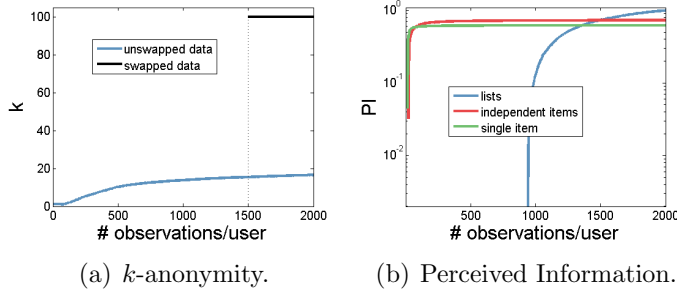 100
80
60
40
20
0
k
unswapped data
swapped data
0 500 1000 1500 2000
# observations/user
(a) k-anonymity.
10^0
10^-1
10^-2
PI
lists
independent items
single item
1000 1500 2000
# observations/user
(b) Perceived Information.